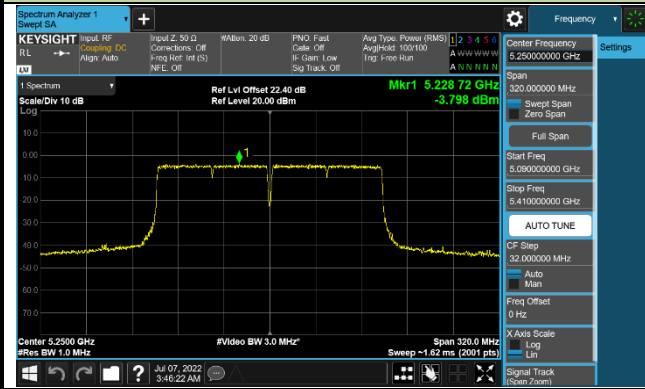 Spectrum Analyzer 1
Swept SA
Frequency
KEYSIGHT
Input: RF
Coupling: DC
Align: Auto
RL
LXI
Input Z: 50 Ω
Corrections: Off
Freq Ref: Int (S)
NFE: Off
#Atten: 20 dB
PNO: Fast
Gate: Off
IF Gain: Low
Sig Track: Off
Avg Type: Power (RMS)
Avg|Hold: 100/100
Trig: Free Run
1 2 3 4 5 6
A W W W W W
A N N N N N
1 Spectrum
Scale/Div 10 dB
Log
Ref Lvl Offset 22.40 dB
Ref Level 20.00 dBm
Mkr1 5.228 72 GHz
-3.798 dBm
10.0
0.00
-10.0
-20.0
-30.0
-40.0
-50.0
-60.0
-70.0
1
Center 5.2500 GHz
#Res BW 1.0 MHz
#Video BW 3.0 MHz*
Span 320.0 MHz
Sweep ~1.62 ms (2001 pts)
Jul 07, 2022
3:46:22 AM
Center Frequency
5.250000000 GHz
Settings
Span
320.000000 MHz
Swept Span
Zero Span
Full Span
Start Freq
5.090000000 GHz
Stop Freq
5.410000000 GHz
AUTO TUNE
CF Step
32.000000 MHz
Auto
Man
Freq Offset
0 Hz
X Axis Scale
Log
Lin
Signal Track
(Span Zoom)